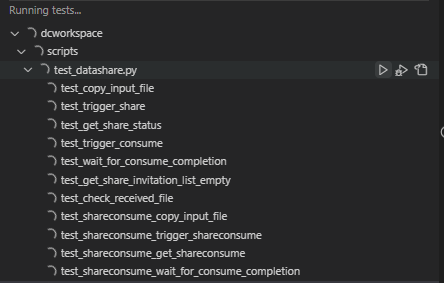 Running tests...
dcworkspace
scripts
test_datashare.py
test_copy_input_file
test_trigger_share
test_get_share_status
test_trigger_consume
test_wait_for_consume_completion
test_get_share_invitation_list_empty
test_check_received_file
test_shareconsume_copy_input_file
test_shareconsume_trigger_shareconsume
test_shareconsume_get_shareconsume
test_shareconsume_wait_for_consume_completion